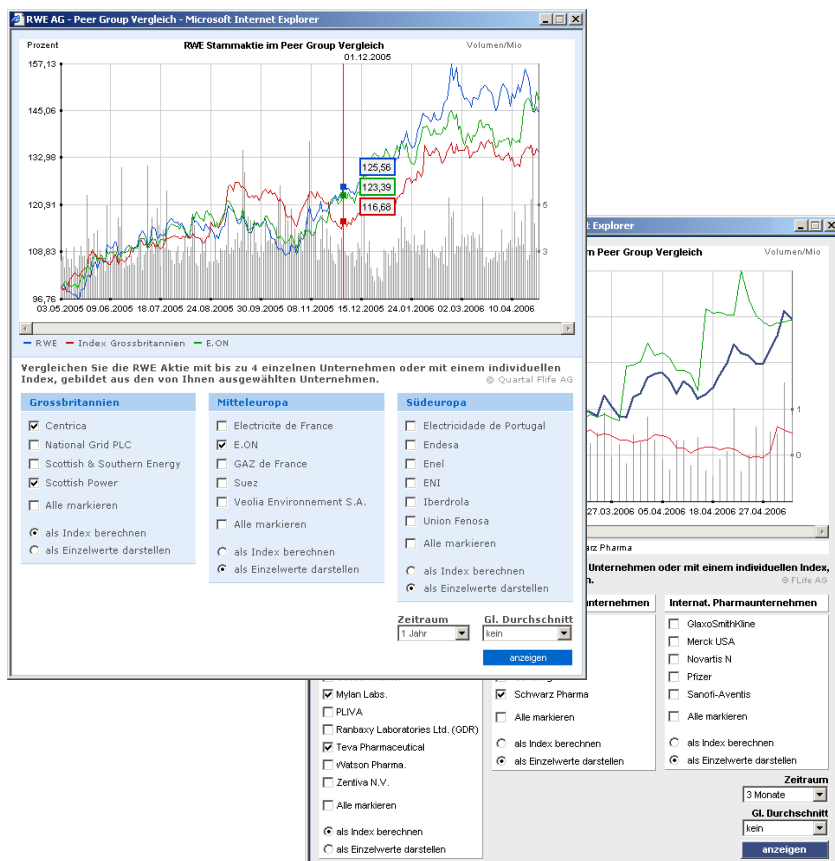 RWE AG - Peer Group Vergleich - Microsoft Internet Explorer
Prozent
RWE Stammaktie im Peer Group Vergleich
Volumen/Mio
01.12.2005
157,13
145,06
132,98
120,91
108,83
96,76
125,56
123,39
116,68
5
3
03.05.2005 09.06.2005 18.07.2005 24.08.2005 30.09.2005 08.11.2005 15.12.2005 24.01.2006 02.03.2006 10.04.2006
RWE Index Grossbritannien E.ON
Vergleichen Sie die RWE Aktie mit bis zu 4 einzelnen Unternehmen oder mit einem individuellen
Index, gebildet aus den von Ihnen ausgewählten Unternehmen.
© Quartal Flife AG
Grossbritannien
Centrica
National Grid PLC
Scottish & Southern Energy
Scottish Power
Alle markieren
als Index berechnen
als Einzelwerte darstellen
Mitteleuropa
Electricite de France
E.ON
GAZ de France
Suez
Veolia Environnement S.A.
Alle markieren
als Index berechnen
als Einzelwerte darstellen
Südeuropa
Electricidade de Portugal
Endesa
Enel
ENI
Iberdrola
Union Fenosa
Alle markieren
als Index berechnen
als Einzelwerte darstellen
Zeitraum
1 Jahr
Gl. Durchschnitt
kein
anzeigen
et Explorer
m Peer Group Vergleich
Volumen/Mio
1
0
27.03.2006 05.04.2006 18.04.2006 27.04.2006
arz Pharma
Unternehmen oder mit einem individuellen Index,
n.
© FLife AG
unternehmen
Internat. Pharmaunternehmen
GlaxoSmithKline
Merck USA
Novartis N
Pfizer
Sanofi-Aventis
Alle markieren
als Index berechnen
als Einzelwerte darstellen
Schwarz Pharma
Alle markieren
als Index berechnen
als Einzelwerte darstellen
Mylan Labs.
PLIVA
Ranbaxy Laboratories Ltd. (GDR)
Teva Pharmaceutical
Watson Pharma.
Zentiva N.V.
Alle markieren
als Index berechnen
als Einzelwerte darstellen
Zeitraum
3 Monate
Gl. Durchschnitt
kein
anzeigen